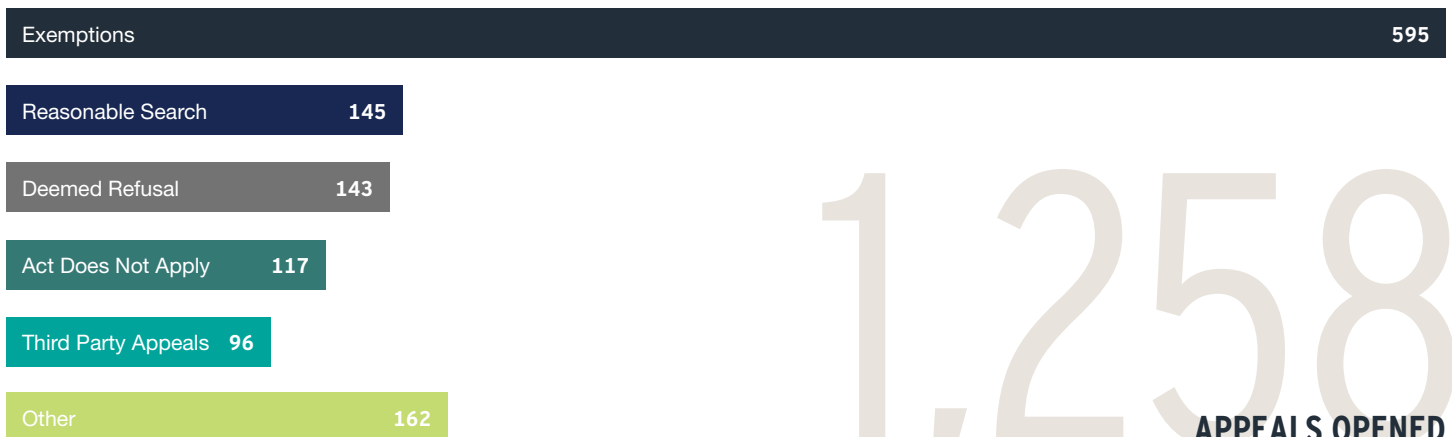 Exemptions 595
Reasonable Search 145
Deemed Refusal 143
Act Does Not Apply 117
Third Party Appeals 96
Other 162
1,258
APPEALS OPENED